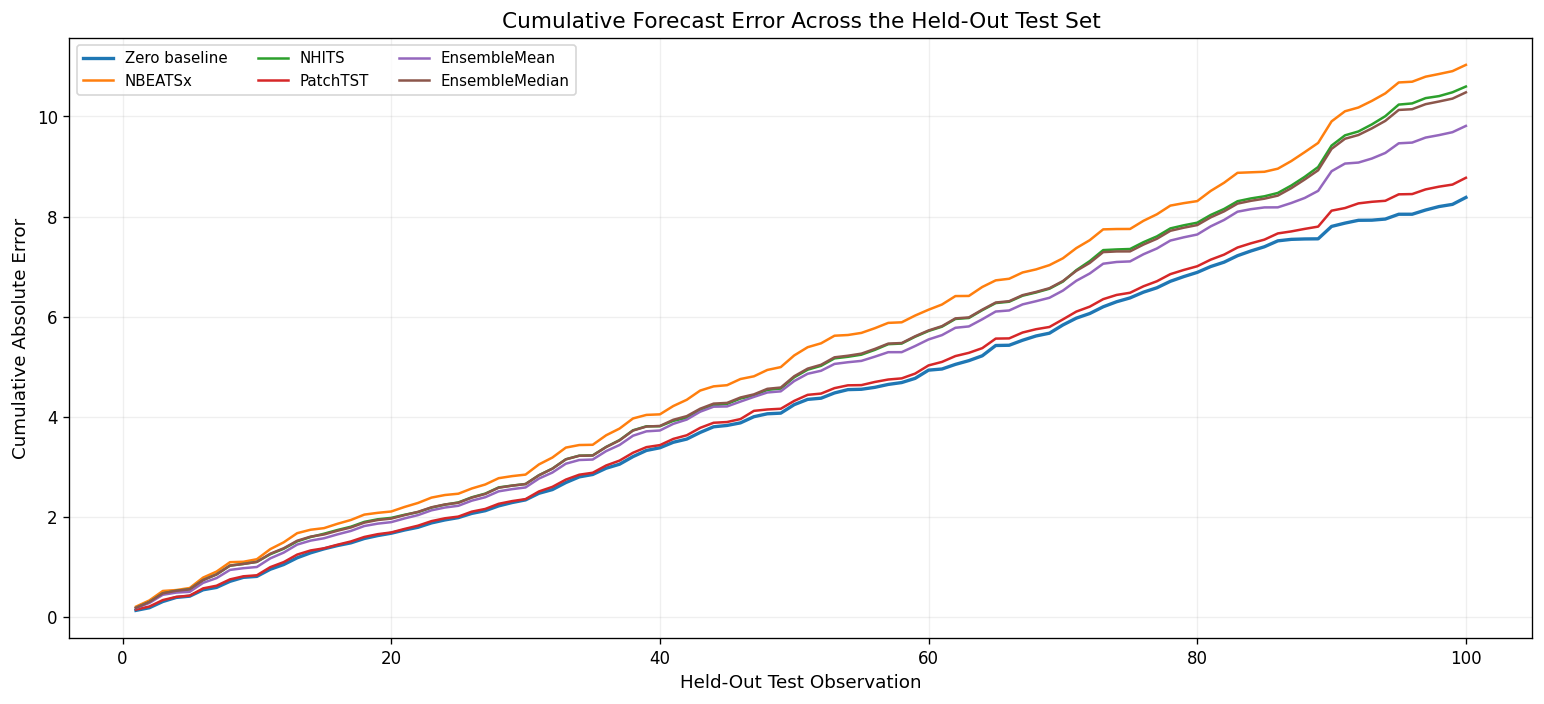 Cumulative Forecast Error Across the Held-Out Test Set
Zero baseline
NBEATSx
NHITS
PatchTST
EnsembleMean
EnsembleMedian
Cumulative Absolute Error
10
8
6
4
2
0
0 20 40 60 80 100
Held-Out Test Observation